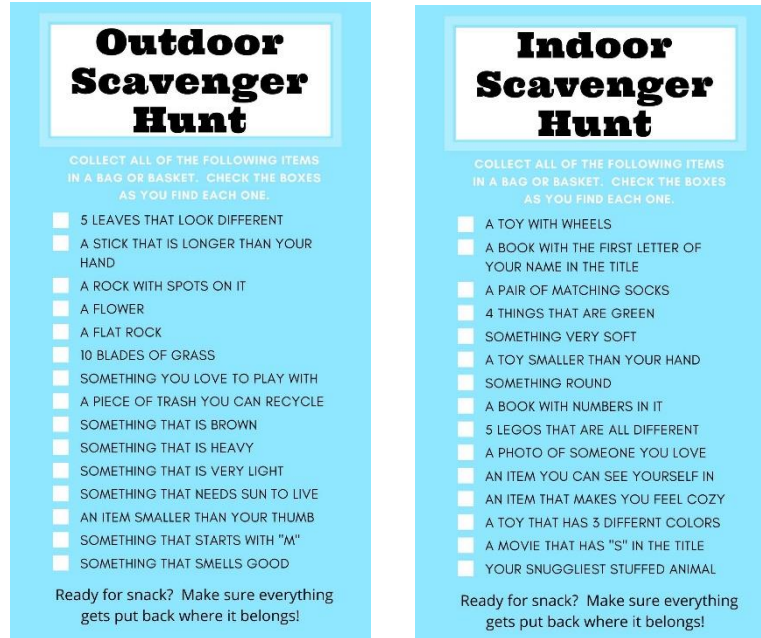 Outdoor
Scavenger
Hunt
COLLECT ALL OF THE FOLLOWING ITEMS
IN A BAG OR BASKET. CHECK THE BOXES
AS YOU FIND EACH ONE.
5 LEAVES THAT LOOK DIFFERENT
A STICK THAT IS LONGER THAN YOUR
HAND
A ROCK WITH SPOTS ON IT
A FLOWER
A FLAT ROCK
10 BLADES OF GRASS
SOMETHING YOU LOVE TO PLAY WITH
A PIECE OF TRASH YOU CAN RECYCLE
SOMETHING THAT IS BROWN
SOMETHING THAT IS HEAVY
SOMETHING THAT IS VERY LIGHT
SOMETHING THAT NEEDS SUN TO LIVE
AN ITEM SMALLER THAN YOUR THUMB
SOMETHING THAT STARTS WITH "M"
SOMETHING THAT SMELLS GOOD
Ready for snack? Make sure everything
gets put back where it belongs!
Indoor
Scavenger
Hunt
COLLECT ALL OF THE FOLLOWING ITEMS
IN A BAG OR BASKET. CHECK THE BOXES
AS YOU FIND EACH ONE.
A TOY WITH WHEELS
A BOOK WITH THE FIRST LETTER OF
YOUR NAME IN THE TITLE
A PAIR OF MATCHING SOCKS
4 THINGS THAT ARE GREEN
SOMETHING VERY SOFT
A TOY SMALLER THAN YOUR HAND
SOMETHING ROUND
A BOOK WITH NUMBERS IN IT
5 LEGOS THAT ARE ALL DIFFERENT
A PHOTO OF SOMEONE YOU LOVE
AN ITEM YOU CAN SEE YOURSELF IN
AN ITEM THAT MAKES YOU FEEL COZY
A TOY THAT HAS 3 DIFFERNT COLORS
A MOVIE THAT HAS "S" IN THE TITLE
YOUR SNUGGLIEST STUFFED ANIMAL
Ready for snack? Make sure everything
gets put back where it belongs!